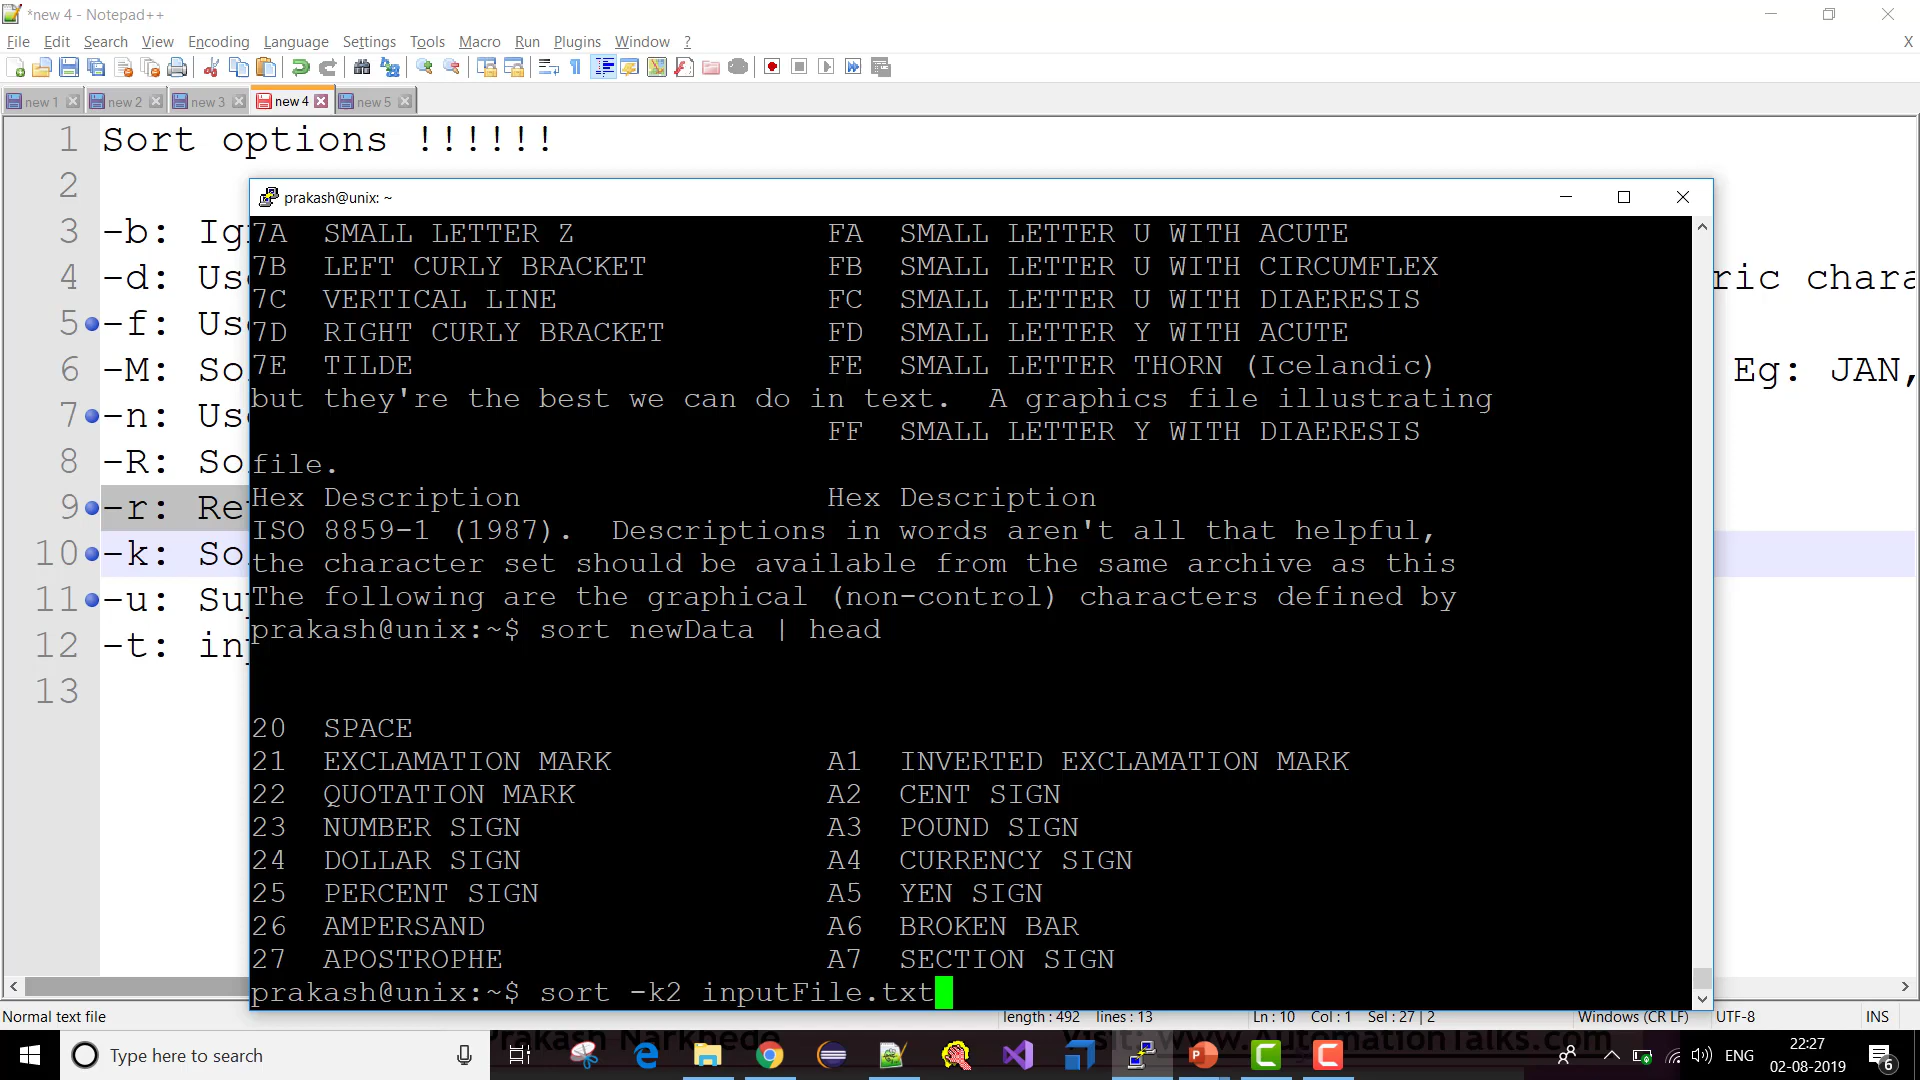 *new 4 - Notepad++
File Edit Search View Encoding Language Settings Tools Macro Run Plugins Window ?
X
new 1 new 2 new 3 new 4 new 5
1 Sort options !!!!!!
2
3 -b: Ig
4 -d: Us ric chara
5 -f: Us
6 -M: So Eg: JAN,
7 -n: Us
8 -R: So
9 -r: Re
10 -k: So
11 -u: Su
12 -t: in
13
prakash@unix: ~
7A SMALL LETTER Z FA SMALL LETTER U WITH ACUTE
7B LEFT CURLY BRACKET FB SMALL LETTER U WITH CIRCUMFLEX
7C VERTICAL LINE FC SMALL LETTER U WITH DIAERESIS
7D RIGHT CURLY BRACKET FD SMALL LETTER Y WITH ACUTE
7E TILDE FE SMALL LETTER THORN (Icelandic)
but they're the best we can do in text. A graphics file illustrating
FF SMALL LETTER Y WITH DIAERESIS
file.
Hex Description Hex Description
ISO 8859-1 (1987). Descriptions in words aren't all that helpful,
the character set should be available from the same archive as this
The following are the graphical (non-control) characters defined by
prakash@unix:~$ sort newData | head
20 SPACE
21 EXCLAMATION MARK A1 INVERTED EXCLAMATION MARK
22 QUOTATION MARK A2 CENT SIGN
23 NUMBER SIGN A3 POUND SIGN
24 DOLLAR SIGN A4 CURRENCY SIGN
25 PERCENT SIGN A5 YEN SIGN
26 AMPERSAND A6 BROKEN BAR
27 APOSTROPHE A7 SECTION SIGN
prakash@unix:~$ sort -k2 inputFile.txt
Normal text file length : 492 lines : 13 Ln : 10 Col : 1 Sel : 27 | 2 Windows (CR LF) UTF-8 INS
Prakash Narkhede Visit: www.AutomationTalks.com
Type here to search
ENG
22:27
02-08-2019
6